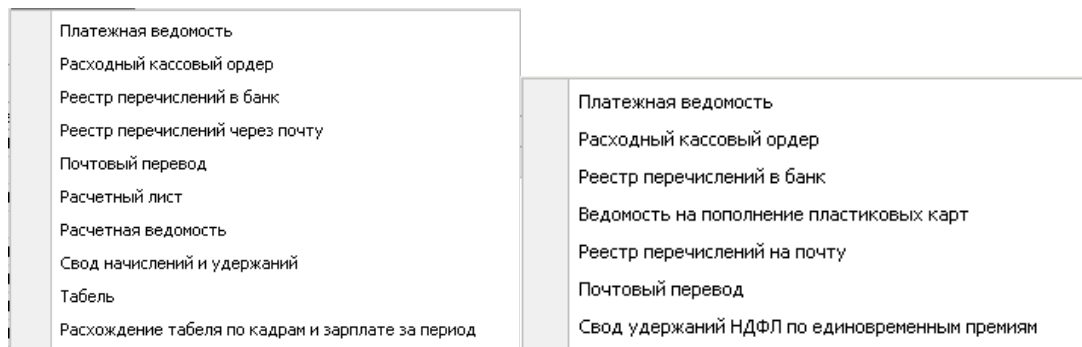 Платежная ведомость
Расходный кассовый ордер
Реестр перечислений в банк
Реестр перечислений через почту
Почтовый перевод
Расчетный лист
Расчетная ведомость
Свод начислений и удержаний
Табель
Расхождение табеля по кадрам и зарплате за период
Платежная ведомость
Расходный кассовый ордер
Реестр перечислений в банк
Ведомость на пополнение пластиковых карт
Реестр перечислений на почту
Почтовый перевод
Свод удержаний НДФЛ по единовременным премиям